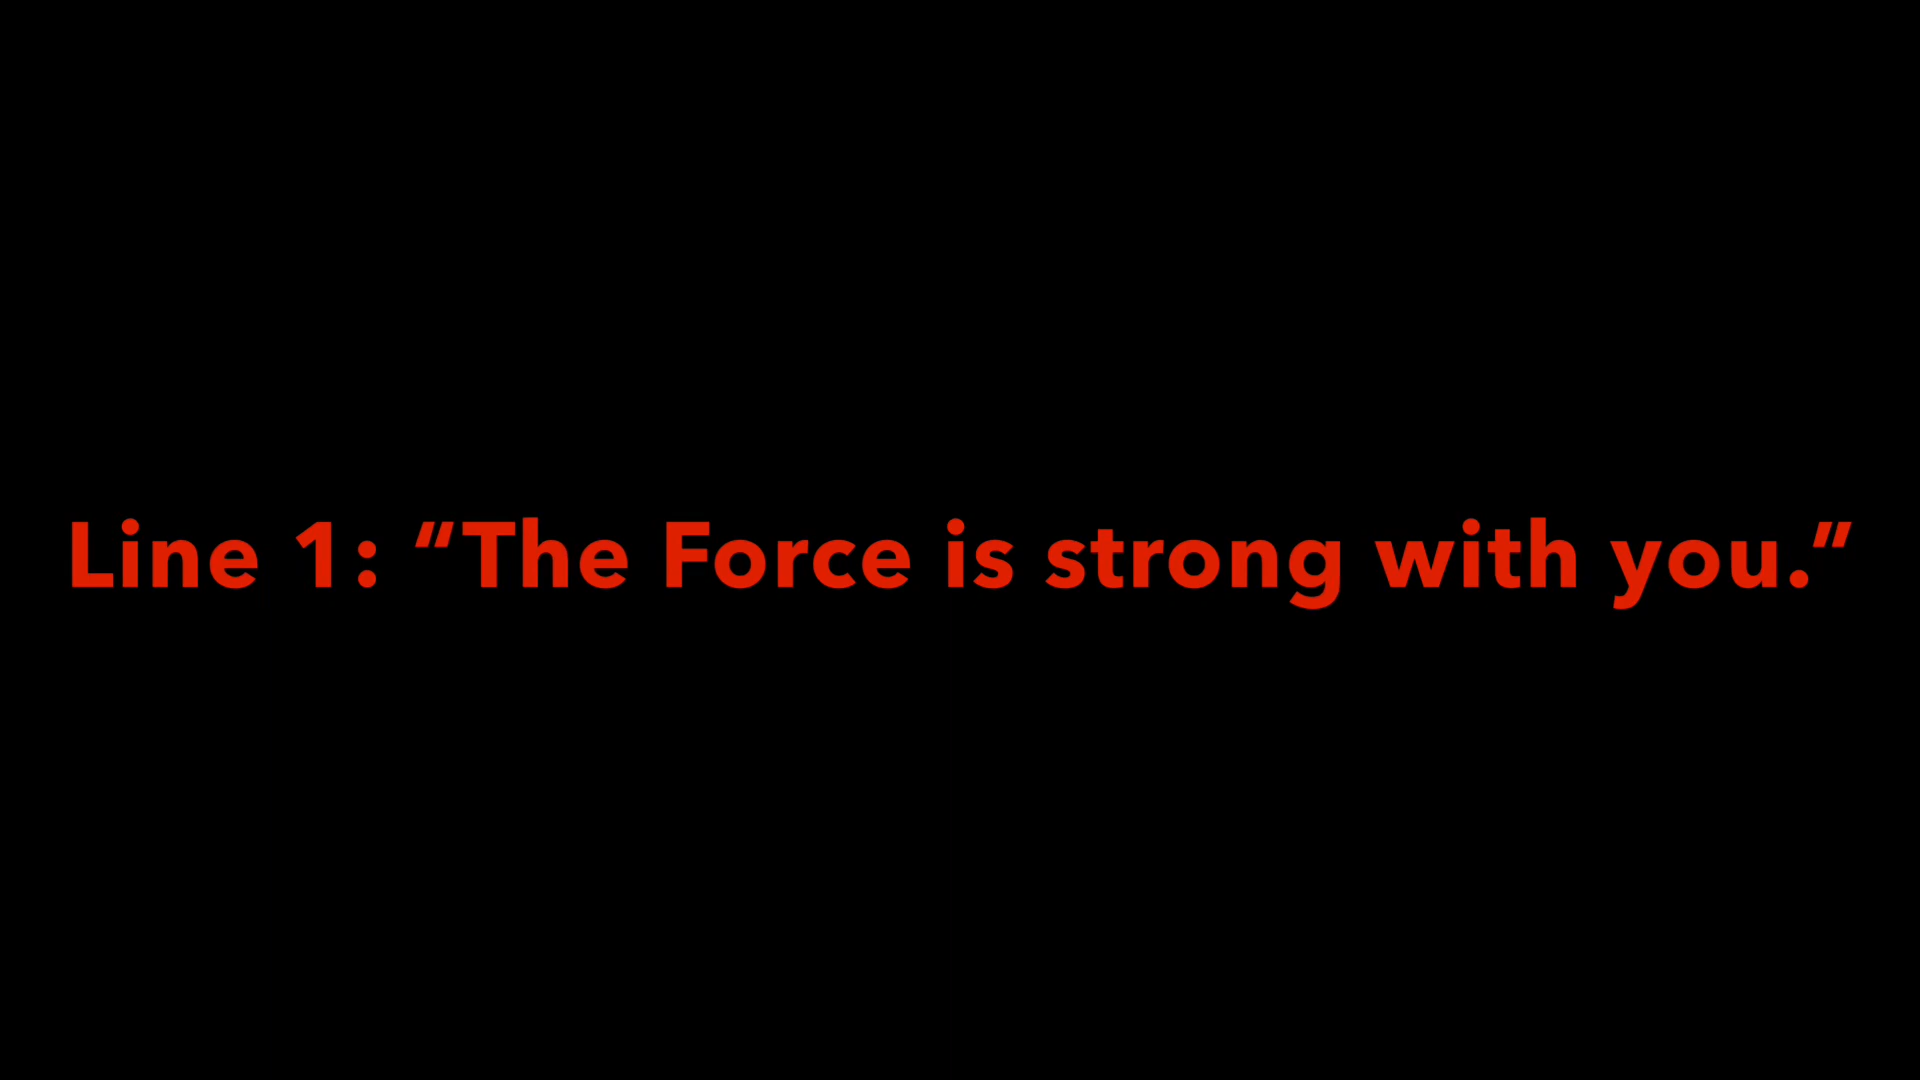 Line 1: “The Force is strong with you.”